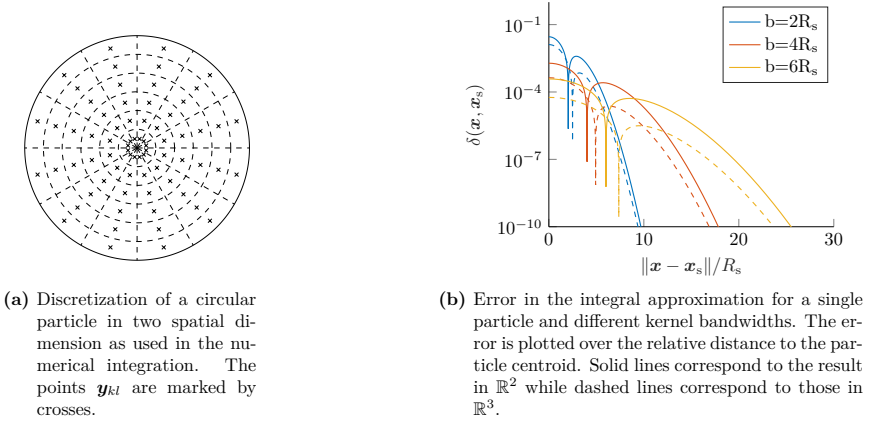 (a) Discretization of a circular
particle in two spatial di-
mension as used in the nu-
merical integration. The
points y_{kl} are marked by
crosses.
10^{-1}
10^{-4}
10^{-7}
10^{-10}
δ(x, x_s)
b=2R_s
b=4R_s
b=6R_s
0
10
20
30
‖x − x_s‖/R_s
(b) Error in the integral approximation for a single
particle and different kernel bandwidths. The er-
ror is plotted over the relative distance to the par-
ticle centroid. Solid lines correspond to the result
in ℝ² while dashed lines correspond to those in
ℝ³.